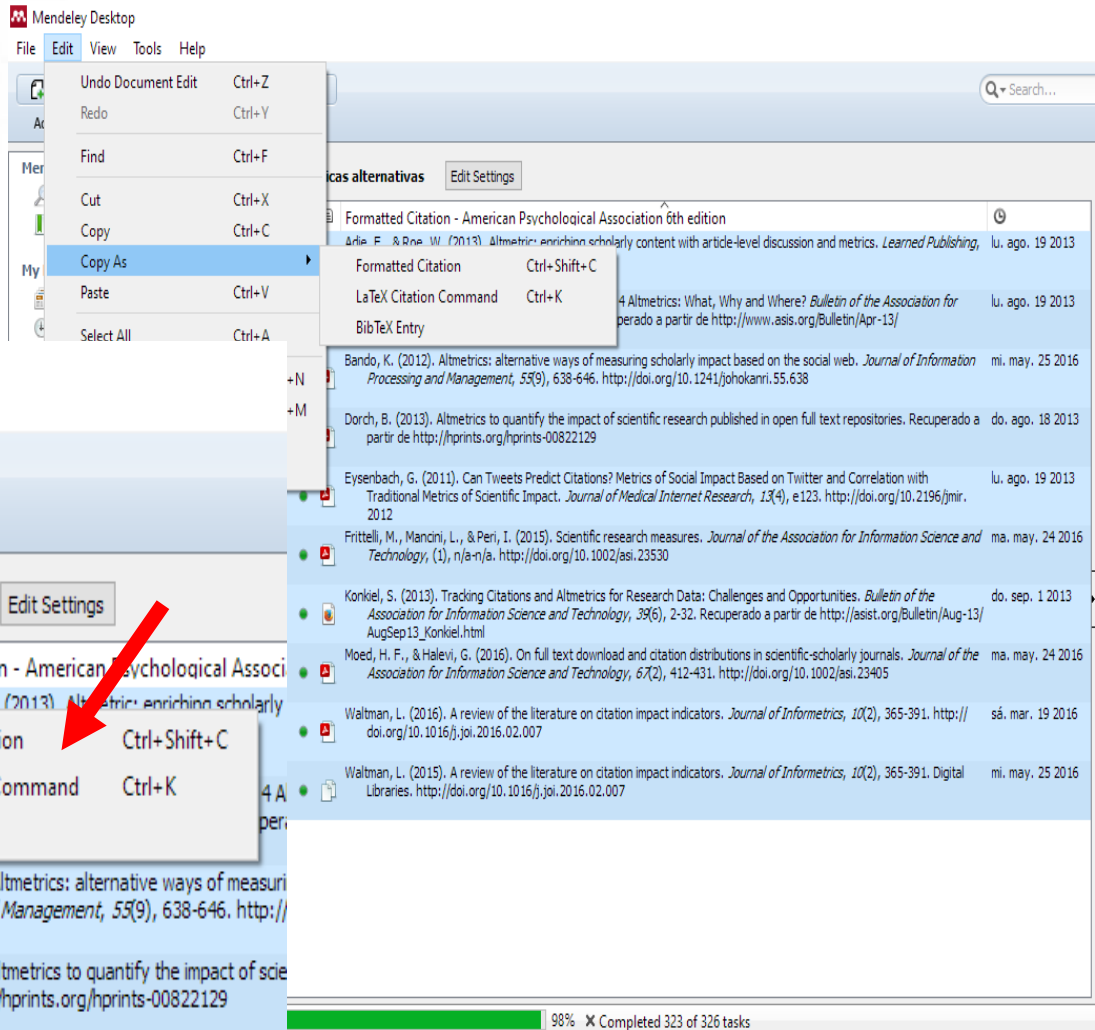 Mendeley Desktop
File Edit View Tools Help
Undo Document Edit Ctrl+Z
Redo Ctrl+Y
Find Ctrl+F
Cut Ctrl+X
Copy Ctrl+C
Copy As
Paste Ctrl+V
Select All Ctrl+A
+N
+M
Formatted Citation Ctrl+Shift+C
LaTeX Citation Command Ctrl+K
BibTeX Entry
Search...
icas alternativas Edit Settings
Formatted Citation - American Psychological Association 6th edition
Adie, E., & Roe, W. (2013). Altmetric: enriching scholarly content with article-level discussion and metrics. Learned Publishing, lu. ago. 19 2013
4 Altmetrics: What, Why and Where? Bulletin of the Association for lu. ago. 19 2013
perado a partir de http://www.asis.org/Bulletin/Apr-13/
Bando, K. (2012). Altmetrics: alternative ways of measuring scholarly impact based on the social web. Journal of Information mi. may. 25 2016
Processing and Management, 55(9), 638-646. http://doi.org/10.1241/johokanri.55.638
Dorch, B. (2013). Altmetrics to quantify the impact of scientific research published in open full text repositories. Recuperado a do. ago. 18 2013
partir de http://hprints.org/hprints-00822129
Eysenbach, G. (2011). Can Tweets Predict Citations? Metrics of Social Impact Based on Twitter and Correlation with lu. ago. 19 2013
Traditional Metrics of Scientific Impact. Journal of Medical Internet Research, 13(4), e123. http://doi.org/10.2196/jmir.
2012
Frittelli, M., Mancini, L., & Peri, I. (2015). Scientific research measures. Journal of the Association for Information Science and ma. may. 24 2016
Technology, (1), n/a-n/a. http://doi.org/10.1002/asi.23530
Konkiel, S. (2013). Tracking Citations and Altmetrics for Research Data: Challenges and Opportunities. Bulletin of the do. sep. 1 2013
Association for Information Science and Technology, 39(6), 2-32. Recuperado a partir de http://asist.org/Bulletin/Aug-13/
AugSep13_Konkiel.html
Moed, H. F., & Halevi, G. (2016). On full text download and citation distributions in scientific-scholarly journals. Journal of the ma. may. 24 2016
Association for Information Science and Technology, 67(2), 412-431. http://doi.org/10.1002/asi.23405
Waltman, L. (2016). A review of the literature on citation impact indicators. Journal of Informetrics, 10(2), 365-391. http:// sá. mar. 19 2016
doi.org/10.1016/j.joi.2016.02.007
Waltman, L. (2015). A review of the literature on citation impact indicators. Journal of Informetrics, 10(2), 365-391. Digital mi. may. 25 2016
Libraries. http://doi.org/10.1016/j.joi.2016.02.007
98% Completed 323 of 326 tasks
Mer
My
Edit Settings
n - American Psychological Associ
(2013). Altmetric: enriching scholarly
ion Ctrl+Shift+C
Command Ctrl+K
4 A
pera
ltmetrics: alternative ways of measuri
Management, 55(9), 638-646. http://
tmetrics to quantify the impact of scie
/hprints.org/hprints-00822129